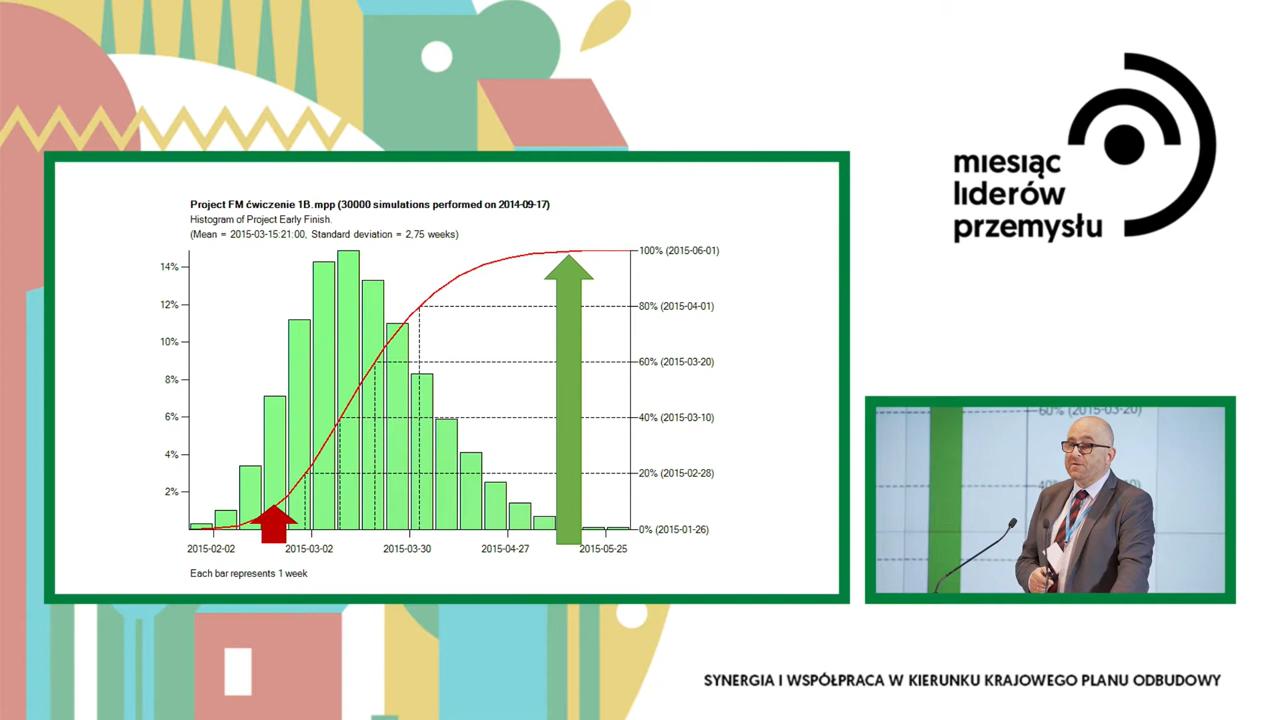 miesiąc
liderów
przemysłu
Project FM ćwiczenie 1B.mpp (30000 simulations performed on 2014-09-17)
Histogram of Project Early Finish.
(Mean = 2015-03-15:21:00, Standard deviation = 2,75 weeks)
14%
12%
10%
8%
6%
4%
2%
100% (2015-06-01)
80% (2015-04-01)
60% (2015-03-20)
40% (2015-03-10)
20% (2015-02-28)
0% (2015-01-26)
2015-02-02
2015-03-02
2015-03-30
2015-04-27
2015-05-25
Each bar represents 1 week
60% (2015-03-20)
SYNERGIA I WSPÓŁPRACA W KIERUNKU KRAJOWEGO PLANU ODBUDOWY